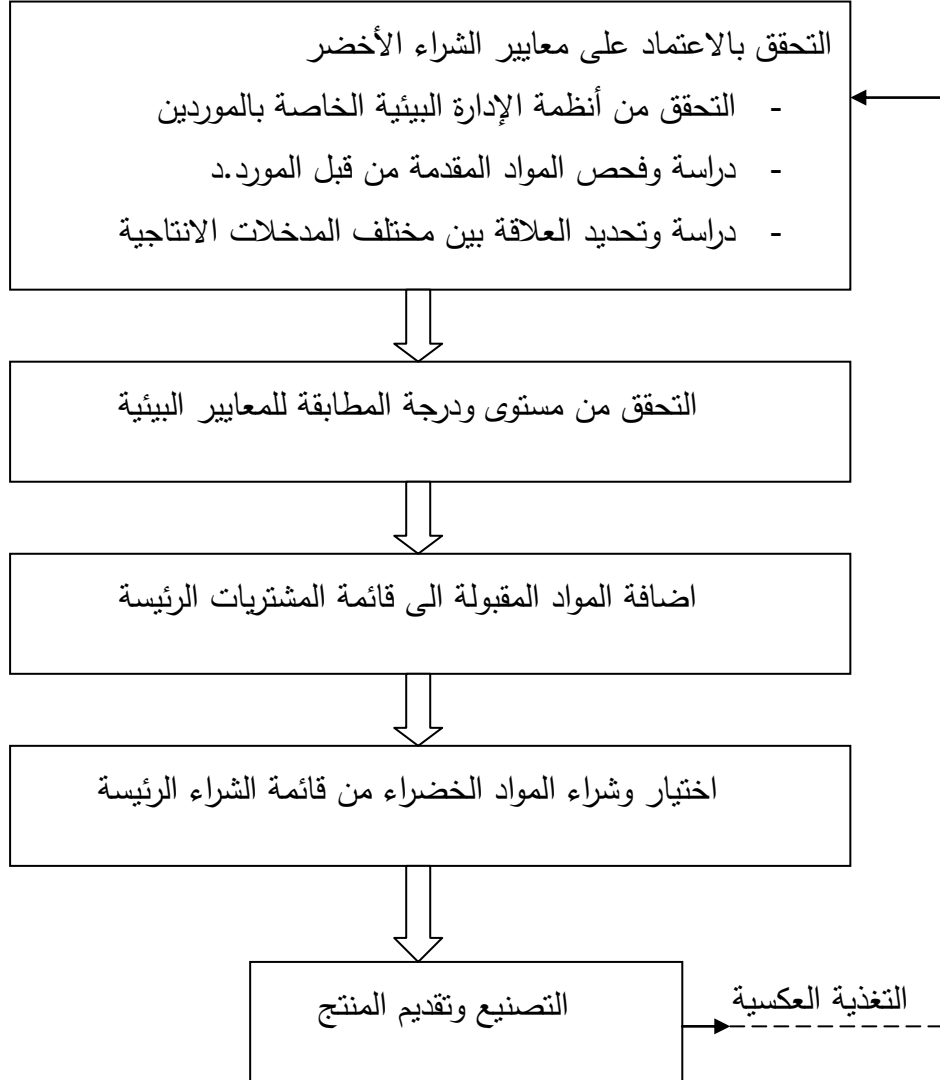 التحقق بالاعتماد على معايير الشراء الأخضر
- التحقق من أنظمة الإدارة البيئية الخاصة بالموردين
- دراسة وفحص المواد المقدمة من قبل المورد.د
- دراسة وتحديد العلاقة بين مختلف المدخلات الانتاجية
التحقق من مستوى ودرجة المطابقة للمعايير البيئية
اضافة المواد المقبولة الى قائمة المشتريات الرئيسة
اختيار وشراء المواد الخضراء من قائمة الشراء الرئيسة
التصنيع وتقديم المنتج
التغذية العكسية